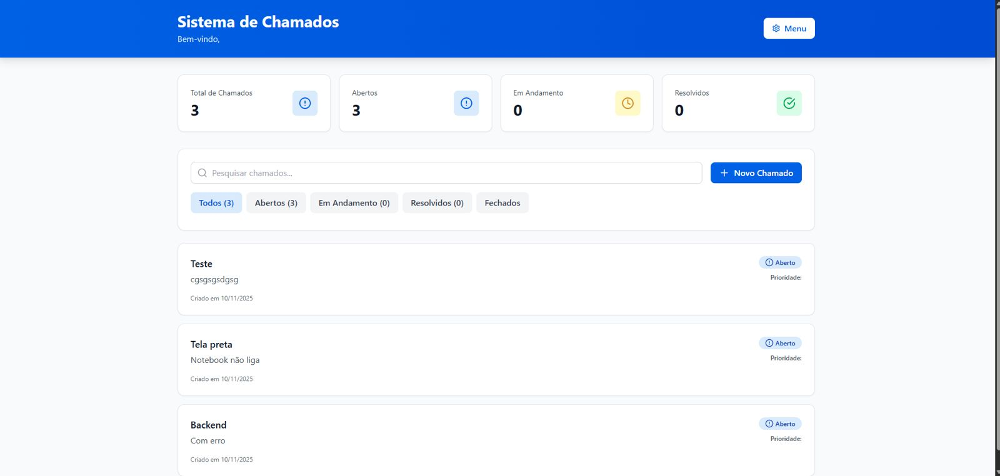 Sistema de Chamados
Bem-vindo,
Menu
Total de Chamados
3
Abertos
3
Em Andamento
0
Resolvidos
0
Pesquisar chamados...
Novo Chamado
Todos (3)
Abertos (3)
Em Andamento (0)
Resolvidos (0)
Fechados
Teste
Aberto
cgsgsgsdgsg
Prioridade:
Criado em 10/11/2025
Tela preta
Aberto
Notebook não liga
Prioridade:
Criado em 10/11/2025
Backend
Aberto
Com erro
Prioridade:
Criado em 10/11/2025